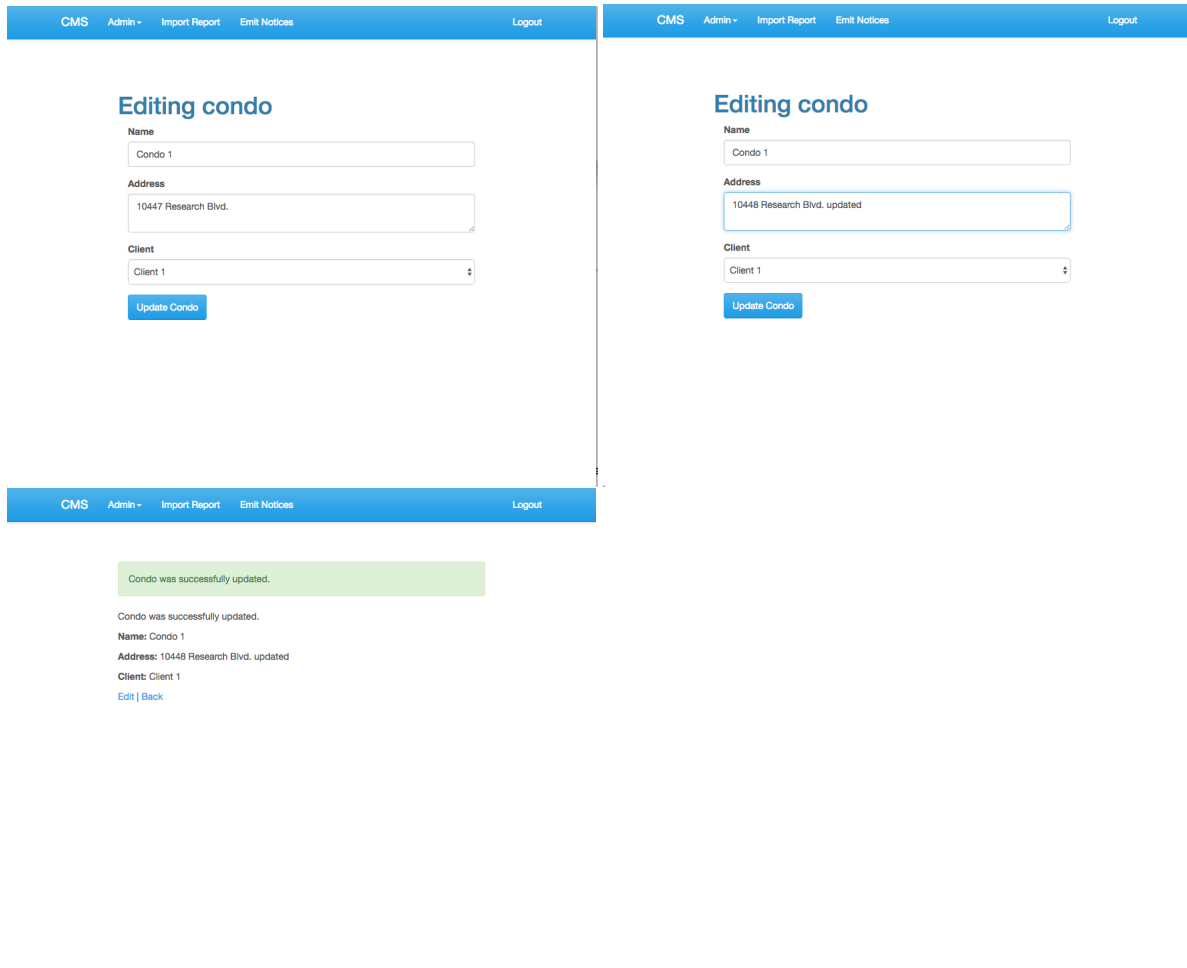 CMS Admin Import Report Emit Notices Logout
Editing condo
Name
Condo 1
Address
10447 Research Blvd.
Client
Client 1
Update Condo
CMS Admin Import Report Emit Notices Logout
Editing condo
Name
Condo 1
Address
10448 Research Blvd. updated
Client
Client 1
Update Condo
CMS Admin Import Report Emit Notices Logout
Condo was successfully updated.
Condo was successfully updated.
Name: Condo 1
Address: 10448 Research Blvd. updated
Client: Client 1
Edit | Back